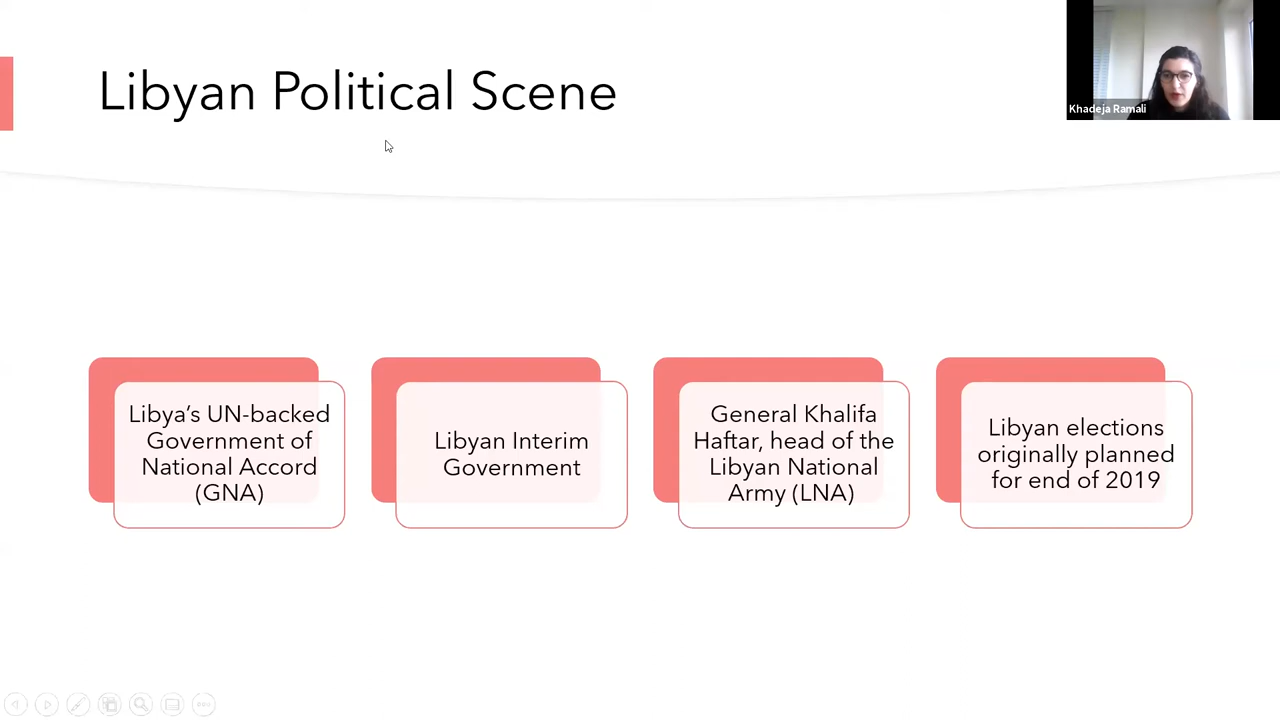 Libyan Political Scene
Khadeja Ramali
Libya’s UN-backed
Government of
National Accord
(GNA)
Libyan Interim
Government
General Khalifa
Haftar, head of the
Libyan National
Army (LNA)
Libyan elections
originally planned
for end of 2019